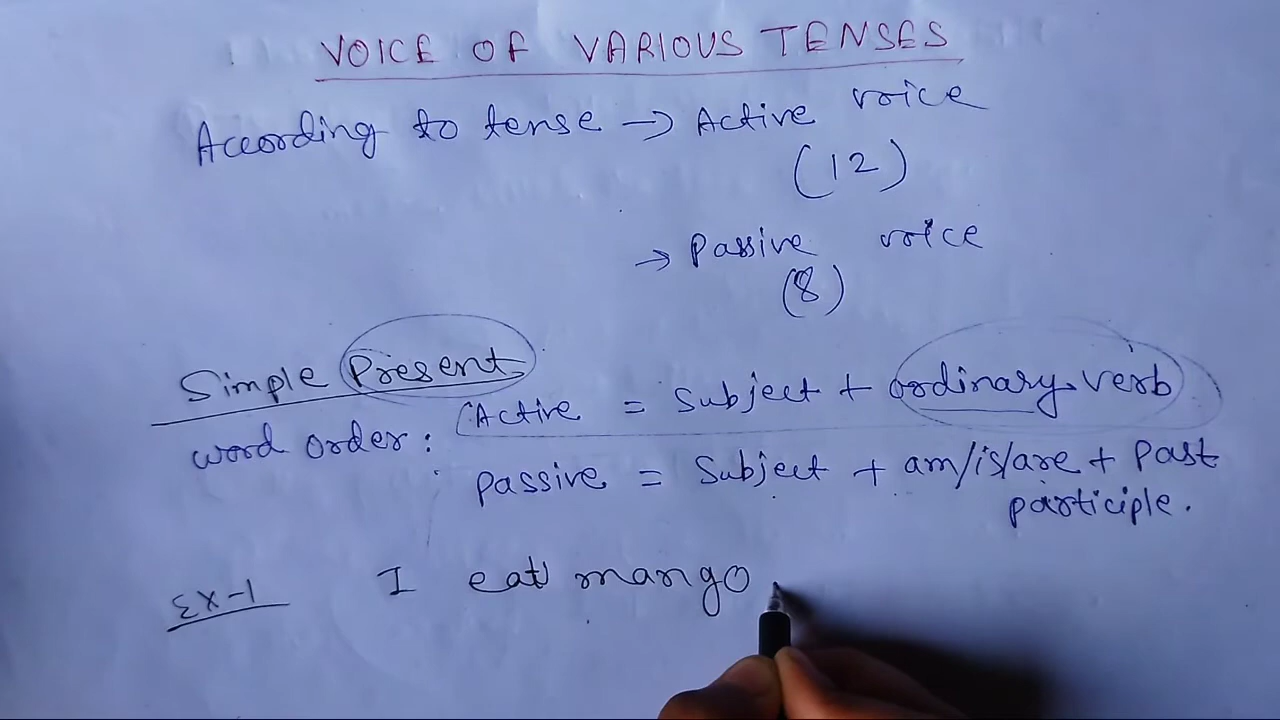 VOICE OF VARIOUS TENSES
According to tense → Active voice
(12)
→ Passive voice
(8)
Simple Present
word order: Active = Subject + ordinary verb
Passive = Subject + am/is/are + Past
participle.
Ex-1 I eat mango